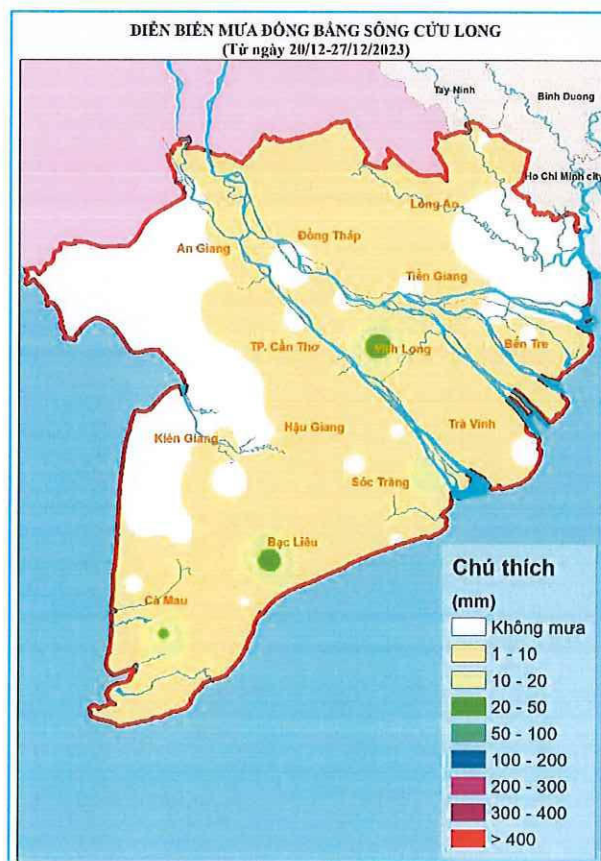 DIỄN BIẾN MƯA ĐỒNG BẰNG SÔNG CỬU LONG
(Từ ngày 20/12-27/12/2023)
Tay Ninh
Binh Duong
Ho Chi Minh city
Long An
Đồng Tháp
An Giang
Tiền Giang
TP. Cần Thơ
Vĩnh Long
Bến Tre
Hậu Giang
Trà Vinh
Kiên Giang
Sóc Trăng
Bạc Liêu
Cà Mau
Chú thích
(mm)
Không mưa
1 - 10
10 - 20
20 - 50
50 - 100
100 - 200
200 - 300
300 - 400
> 400